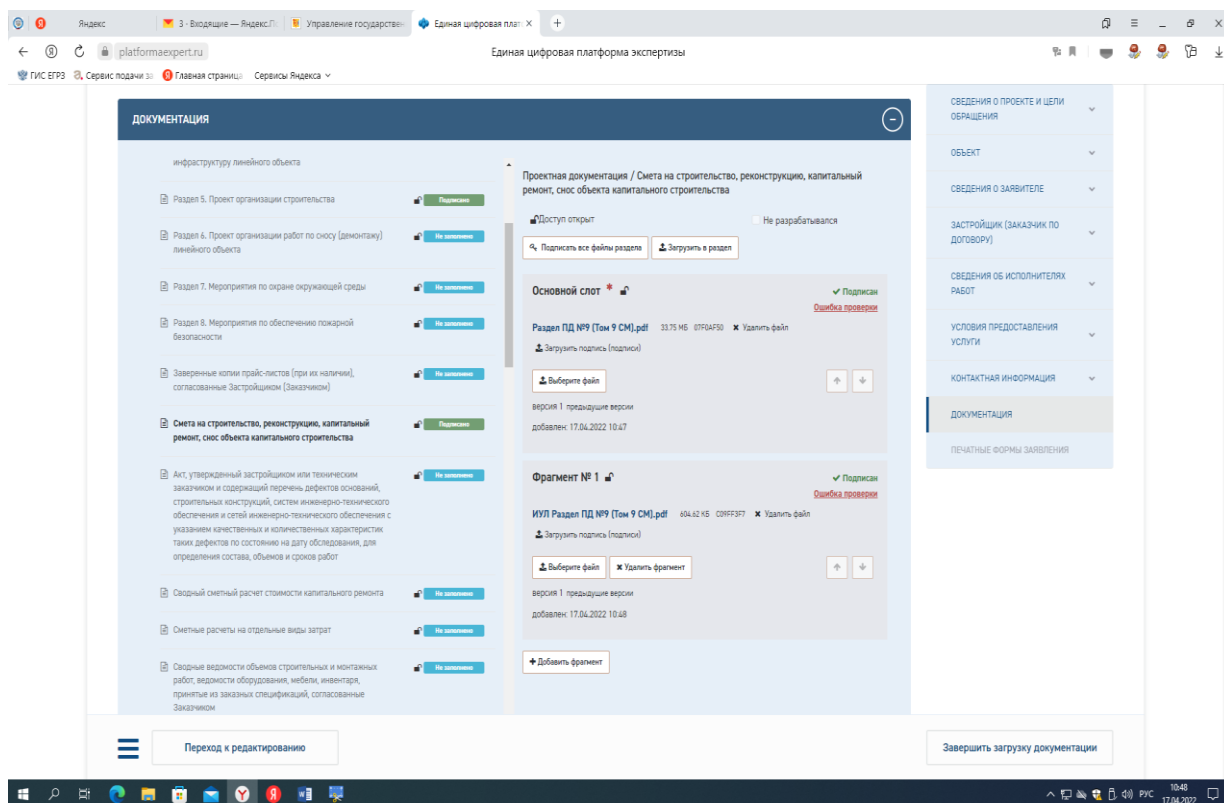 Яндекс
3 · Входящие — Яндекс.По
Управление государствен
Единая цифровая плат
platformaexpert.ru
Единая цифровая платформа экспертизы
ГИС ЕГРЗ
Сервис подачи за
Главная страница
Сервисы Яндекса
ДОКУМЕНТАЦИЯ
инфраструктуру линейного объекта
Раздел 5. Проект организации строительства
Подписано
Раздел 6. Проект организации работ по сносу (демонтажу)
линейного объекта
Не заполнено
Раздел 7. Мероприятия по охране окружающей среды
Не заполнено
Раздел 8. Мероприятия по обеспечению пожарной
безопасности
Не заполнено
Заверенные копии прайс-листов (при их наличии),
согласованные Застройщиком (Заказчиком)
Не заполнено
Смета на строительство, реконструкцию, капитальный
ремонт, снос объекта капитального строительства
Подписано
Акт, утвержденный застройщиком или техническим
заказчиком и содержащий перечень дефектов оснований,
строительных конструкций, систем инженерно-технического
обеспечения и сетей инженерно-технического обеспечения с
указанием качественных и количественных характеристик
таких дефектов по состоянию на дату обследования, для
определения состава, объемов и сроков работ
Не заполнено
Сводный сметный расчет стоимости капитального ремонта
Не заполнено
Сметные расчеты на отдельные виды затрат
Не заполнено
Сводные ведомости объемов строительных и монтажных
работ, ведомости оборудования, мебели, инвентаря,
принятые из заказных спецификаций, согласованные
Заказчиком
Не заполнено
Проектная документация / Смета на строительство, реконструкцию, капитальный
ремонт, снос объекта капитального строительства
Доступ открыт
Не разрабатывался
Подписать все файлы раздела
Загрузить в раздел
Основной слот *
Подписан
Ошибка проверки
Раздел ПД №9 (Том 9 СМ).pdf 33.75 МБ 07F0AF50 Удалить файл
Загрузить подпись (подписи)
Выберите файл
версия 1 предыдущие версии
добавлен: 17.04.2022 10:47
Фрагмент № 1
Подписан
Ошибка проверки
ИУЛ Раздел ПД №9 (Том 9 СМ).pdf 604.62 КБ C09FF3F7 Удалить файл
Загрузить подпись (подписи)
Выберите файл
Удалить фрагмент
версия 1 предыдущие версии
добавлен: 17.04.2022 10:48
Добавить фрагмент
СВЕДЕНИЯ О ПРОЕКТЕ И ЦЕЛИ
ОБРАЩЕНИЯ
ОБЪЕКТ
СВЕДЕНИЯ О ЗАЯВИТЕЛЕ
ЗАСТРОЙЩИК (ЗАКАЗЧИК ПО
ДОГОВОРУ)
СВЕДЕНИЯ ОБ ИСПОЛНИТЕЛЯХ
РАБОТ
УСЛОВИЯ ПРЕДОСТАВЛЕНИЯ
УСЛУГИ
КОНТАКТНАЯ ИНФОРМАЦИЯ
ДОКУМЕНТАЦИЯ
ПЕЧАТНЫЕ ФОРМЫ ЗАЯВЛЕНИЯ
Переход к редактированию
Завершить загрузку документации
РУС
10:48
17.04.2022